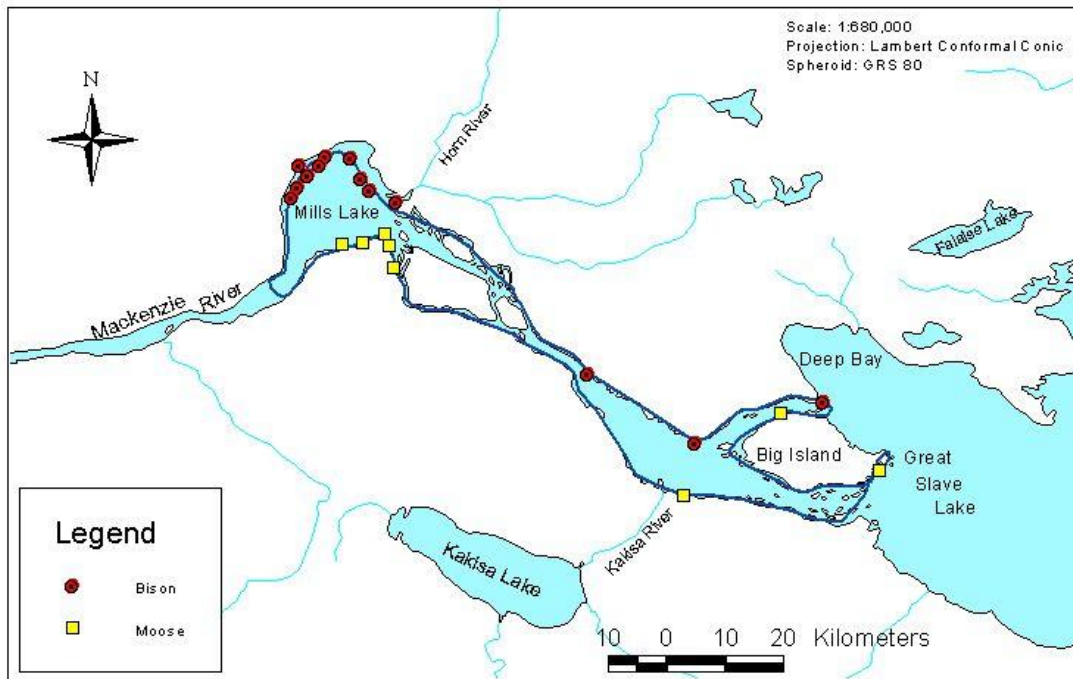 Scale: 1:680,000
Projection: Lambert Conformal Conic
Spheroid: GRS 80
N
Horn River
Mills Lake
Falaise Lake
Mackenzie River
Deep Bay
Big Island
Great
Slave
Lake
Kakisa River
Kakisa Lake
Legend
Bison
Moose
10 0 10 20 Kilometers